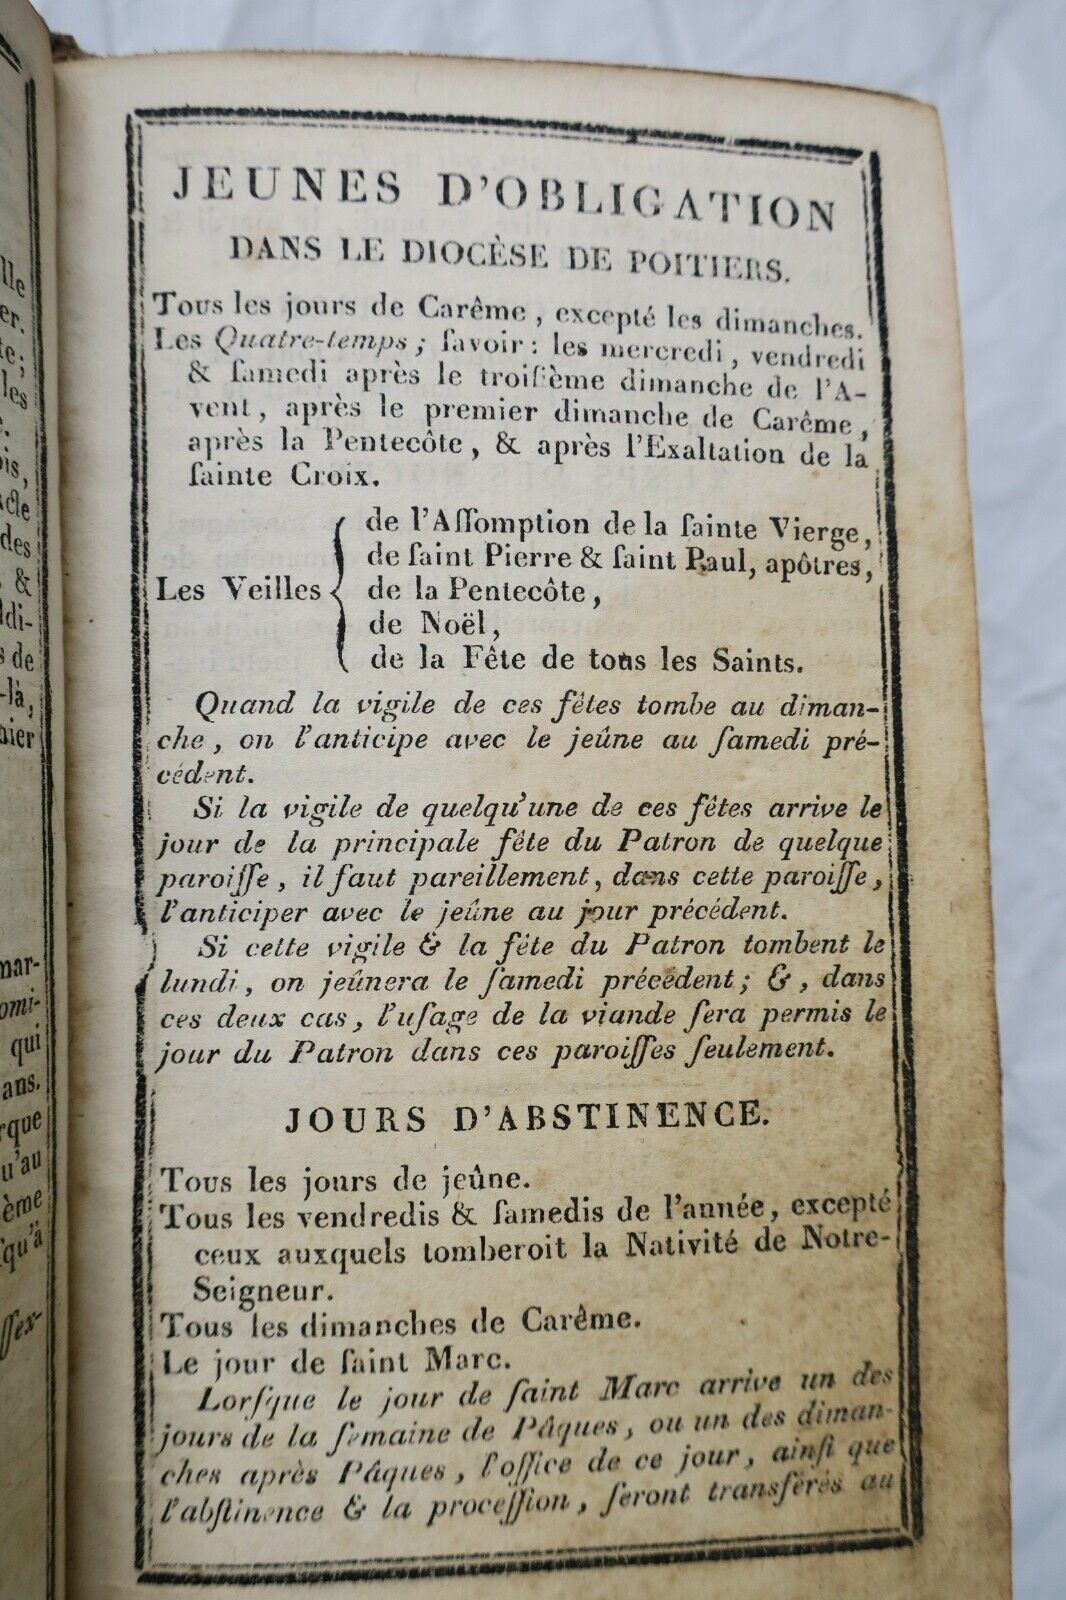 JEUNES D'OBLIGATION
DANS LE DIOCÈSE DE POITIERS.
Tous les jours de Carême, excepté les dimanches.
Les Quatre-temps; ſavoir: les mercredi, vendredi
& ſamedi après le troiſième dimanche de l'A-
vent, après le premier dimanche de Carême,
après la Pentecôte, & après l'Exaltation de la
ſainte Croix.
de l'Aſſomption de la ſainte Vierge,
de ſaint Pierre & ſaint Paul, apôtres,
Les Veilles de la Pentecôte,
de Noël,
de la Fête de tous les Saints.
Quand la vigile de ces fêtes tombe au diman-
che, on l'anticipe avec le jeûne au ſamedi pré-
cédent.
Si la vigile de quelqu'une de ces fêtes arrive le
jour de la principale fête du Patron de quelque
paroiſſe, il faut pareillement, dans cette paroiſſe,
l'anticiper avec le jeûne au jour précédent.
Si cette vigile & la fête du Patron tombent le
lundi, on jeûnera le ſamedi précédent; &, dans
ces deux cas, l'uſage de la viande ſera permis le
jour du Patron dans ces paroiſſes ſeulement.
JOURS D'ABSTINENCE.
Tous les jours de jeûne.
Tous les vendredis & ſamedis de l'année, excepté
ceux auxquels tomberoit la Nativité de Notre-
Seigneur.
Tous les dimanches de Carême.
Le jour de ſaint Marc.
Lorſque le jour de ſaint Marc arrive un des
jours de la ſemaine de Pâques, ou un des diman-
ches après Pâques, l'office de ce jour, ainſi que
l'abſtinence & la proceſſion, ſeront transférés au